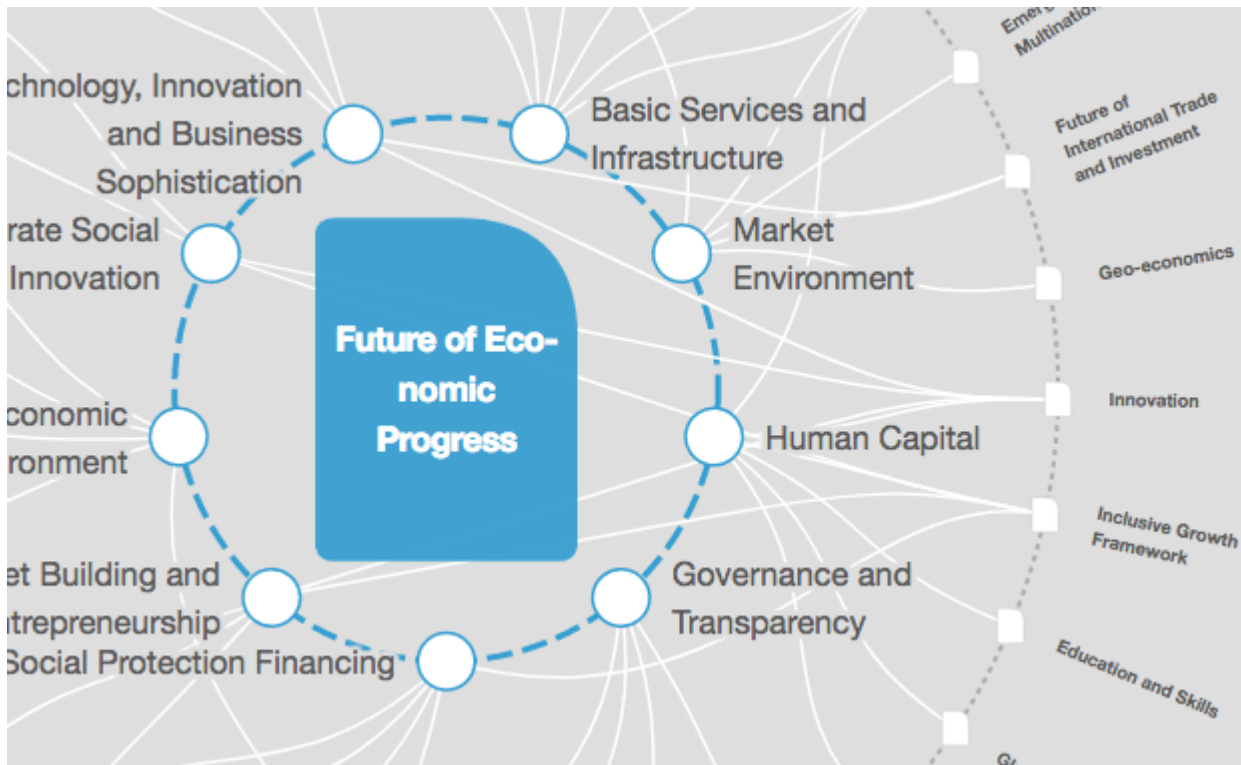 chnology, Innovation
and Business
Sophistication
Basic Services and
Infrastructure
rate Social
Innovation
Market
Environment
Future of Eco-
nomic
Progress
conomic
ronment
Human Capital
et Building and
ntrepreneurship
Social Protection Financing
Governance and
Transparency
Emerg
Multination
Future of
International Trade
and Investment
Geo-economics
Innovation
Inclusive Growth
Framework
Education and Skills